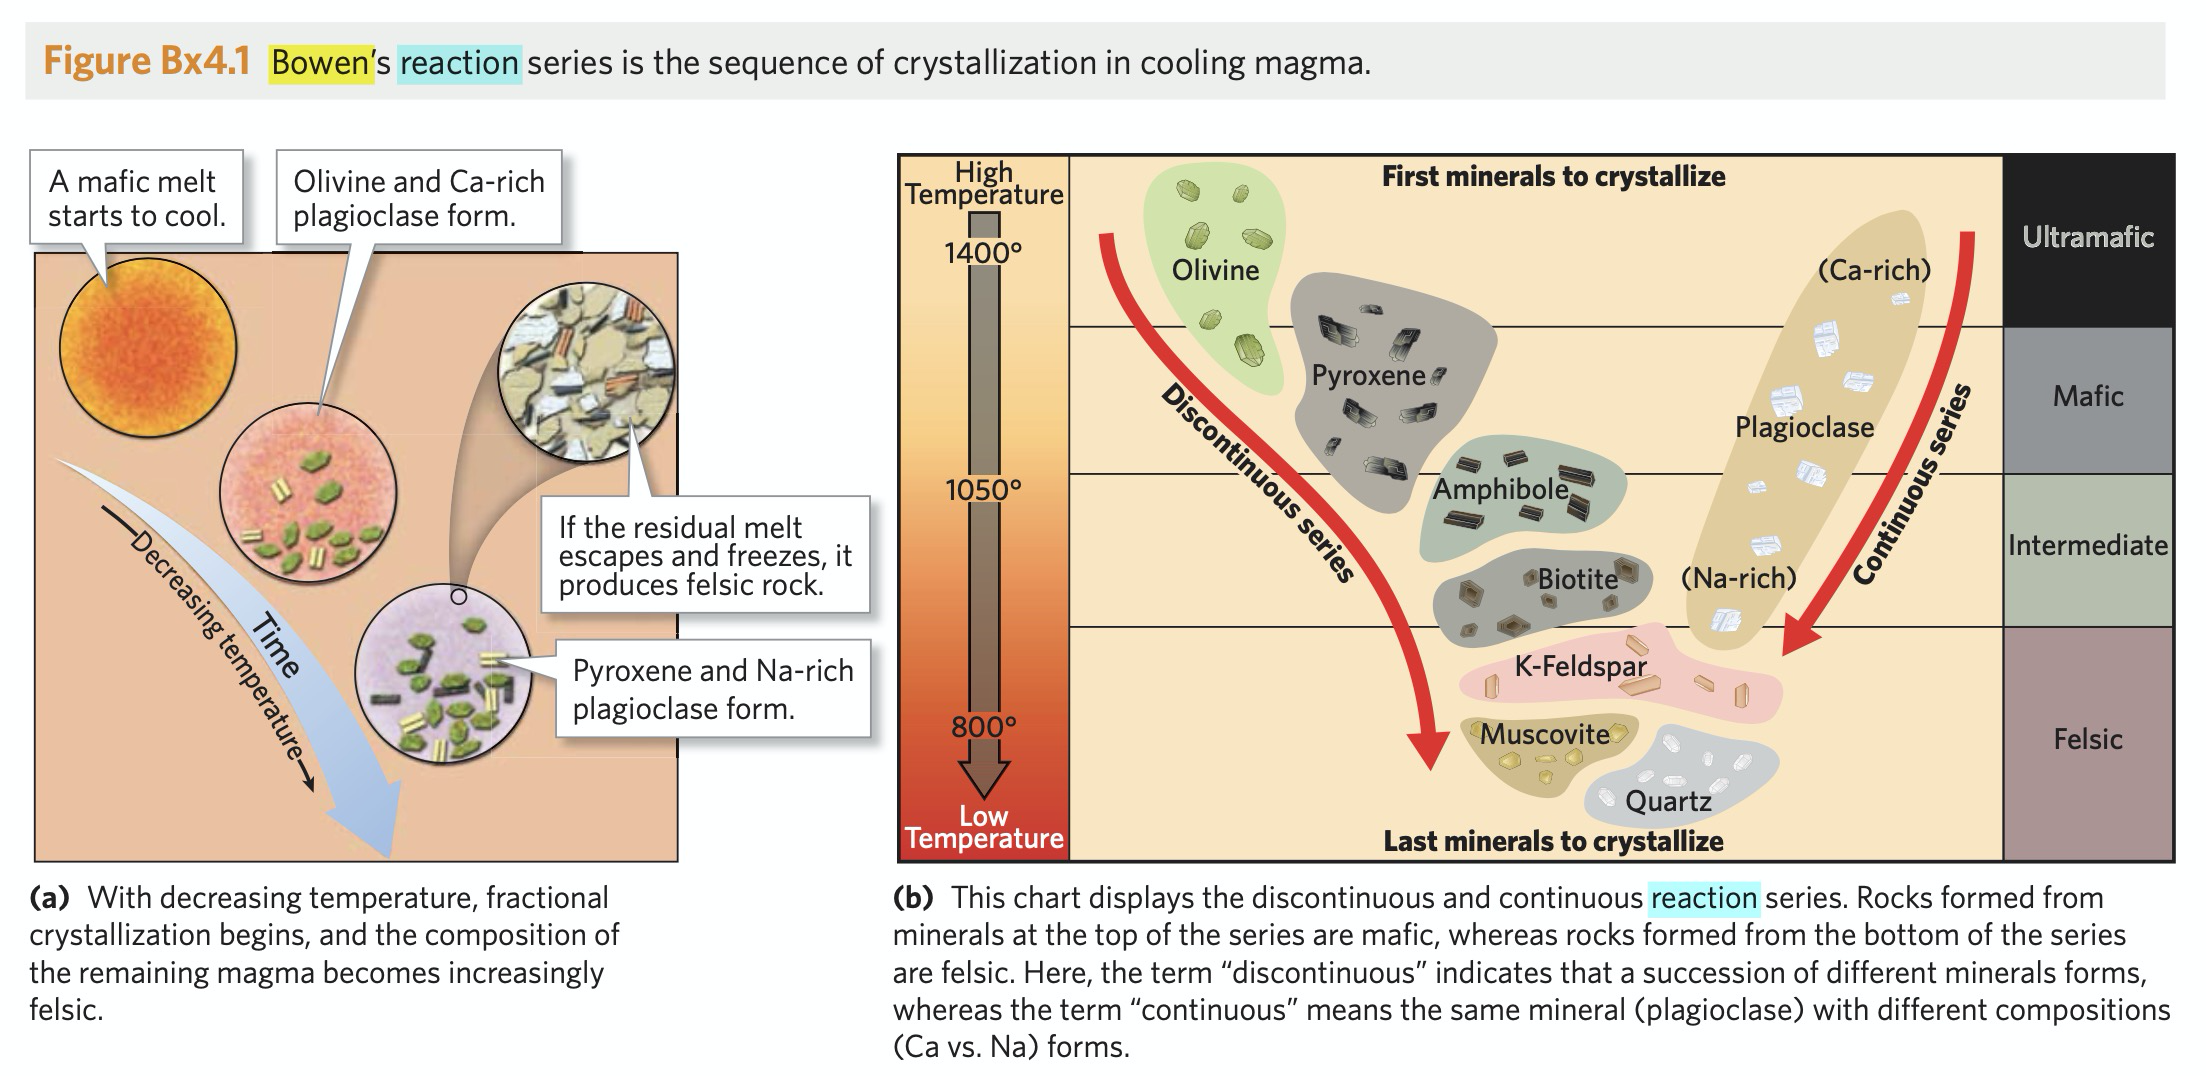 Figure Bx4.1 Bowen's reaction series is the sequence of crystallization in cooling magma.
A mafic melt
starts to cool.
Olivine and Ca-rich
plagioclase form.
If the residual melt
escapes and freezes, it
produces felsic rock.
Pyroxene and Na-rich
plagioclase form.
Time
Decreasing temperature
(a) With decreasing temperature, fractional
crystallization begins, and the composition of
the remaining magma becomes increasingly
felsic.
High
Temperature
1400°
1050°
800°
Low
Temperature
First minerals to crystallize
Olivine
Pyroxene
Amphibole
Biotite
K-Feldspar
Muscovite
Quartz
(Ca-rich)
Plagioclase
(Na-rich)
Discontinuous series
Continuous series
Last minerals to crystallize
Ultramafic
Mafic
Intermediate
Felsic
(b) This chart displays the discontinuous and continuous reaction series. Rocks formed from
minerals at the top of the series are mafic, whereas rocks formed from the bottom of the series
are felsic. Here, the term “discontinuous” indicates that a succession of different minerals forms,
whereas the term “continuous” means the same mineral (plagioclase) with different compositions
(Ca vs. Na) forms.